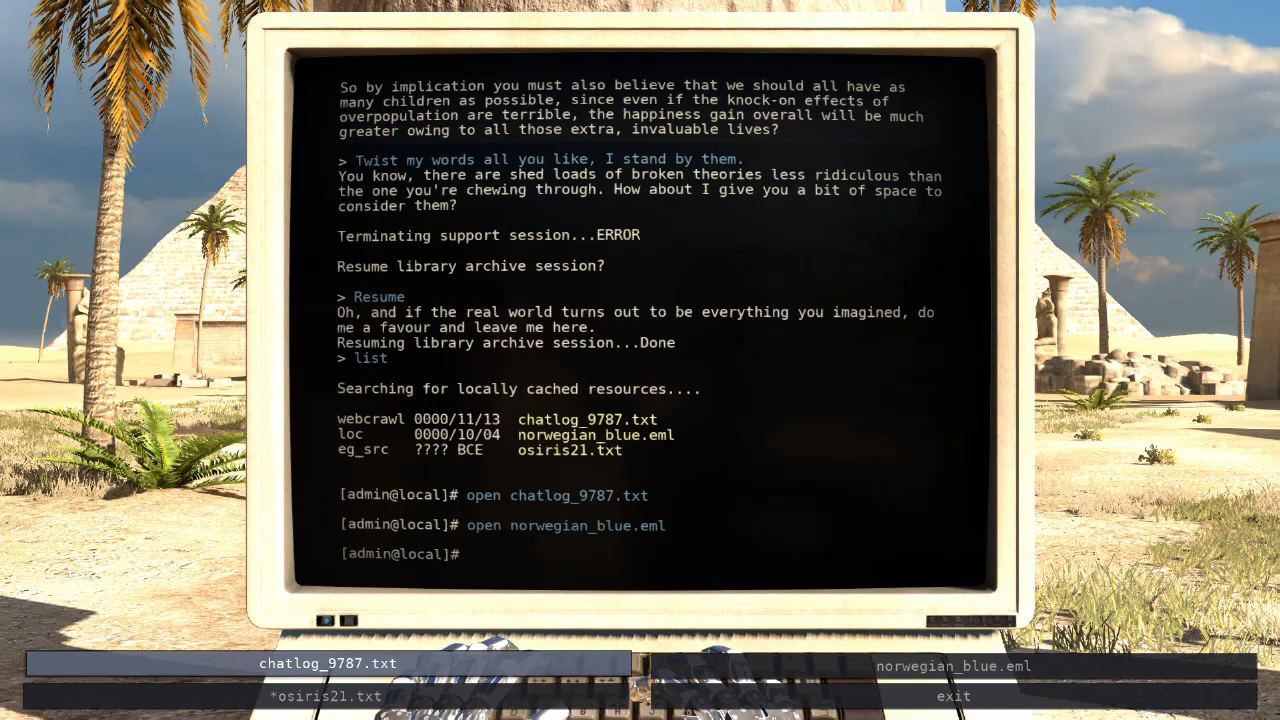 So by implication you must also believe that we should all have as
many children as possible, since even if the knock-on effects of
overpopulation are terrible, the happiness gain overall will be much
greater owing to all those extra, invaluable lives?
> Twist my words all you like, I stand by them.
You know, there are shed loads of broken theories less ridiculous than
the one you're chewing through. How about I give you a bit of space to
consider them?
Terminating support session...ERROR
Resume library archive session?
> Resume
Oh, and if the real world turns out to be everything you imagined, do
me a favour and leave me here.
Resuming library archive session...Done
> list
Searching for locally cached resources....
webcrawl 0000/11/13 chatlog_9787.txt
loc 0000/10/04 norwegian_blue.eml
eg_src ???? BCE osiris21.txt
[admin@local]# open chatlog_9787.txt
[admin@local]# open norwegian_blue.eml
[admin@local]#
chatlog_9787.txt norwegian_blue.eml
*osiris21.txt exit